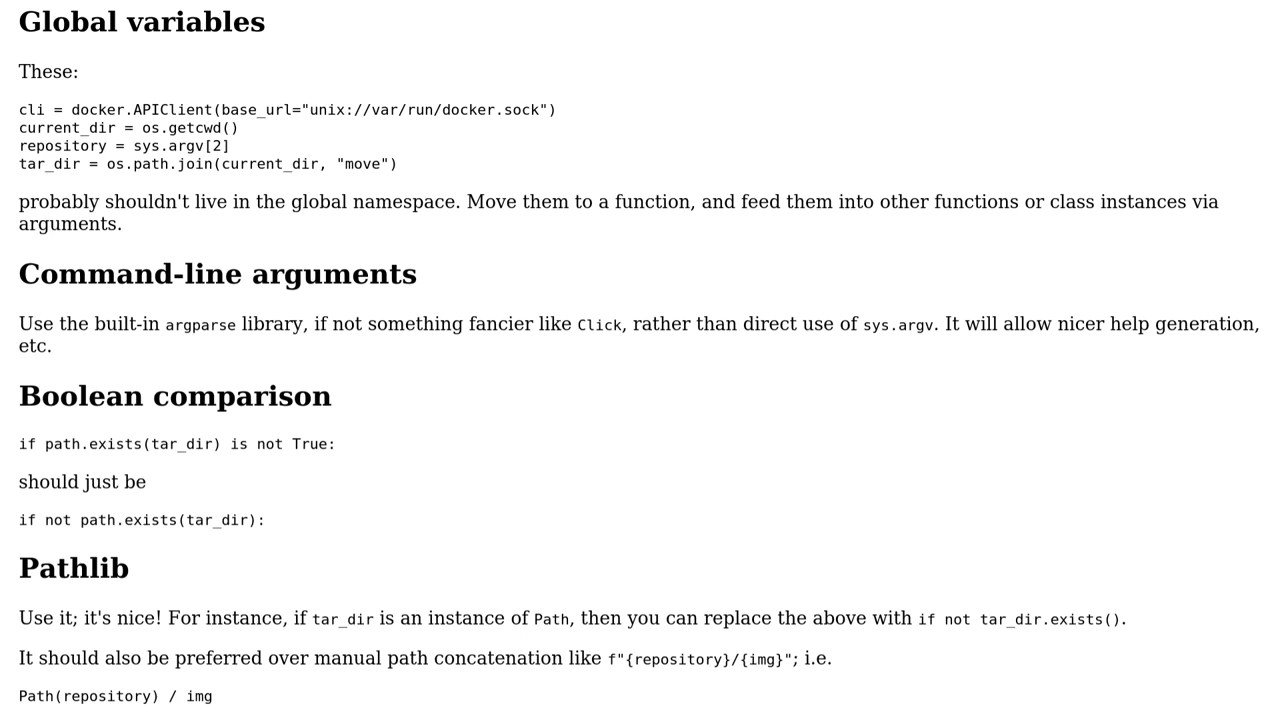 Global variables
These:
cli = docker.APIClient(base_url="unix://var/run/docker.sock")
current_dir = os.getcwd()
repository = sys.argv[2]
tar_dir = os.path.join(current_dir, "move")
probably shouldn't live in the global namespace. Move them to a function, and feed them into other functions or class instances via
arguments.
Command-line arguments
Use the built-in argparse library, if not something fancier like Click, rather than direct use of sys.argv. It will allow nicer help generation,
etc.
Boolean comparison
if path.exists(tar_dir) is not True:
should just be
if not path.exists(tar_dir):
Pathlib
Use it; it's nice! For instance, if tar_dir is an instance of Path, then you can replace the above with if not tar_dir.exists().
It should also be preferred over manual path concatenation like f"{repository}/{img}"; i.e.
Path(repository) / img